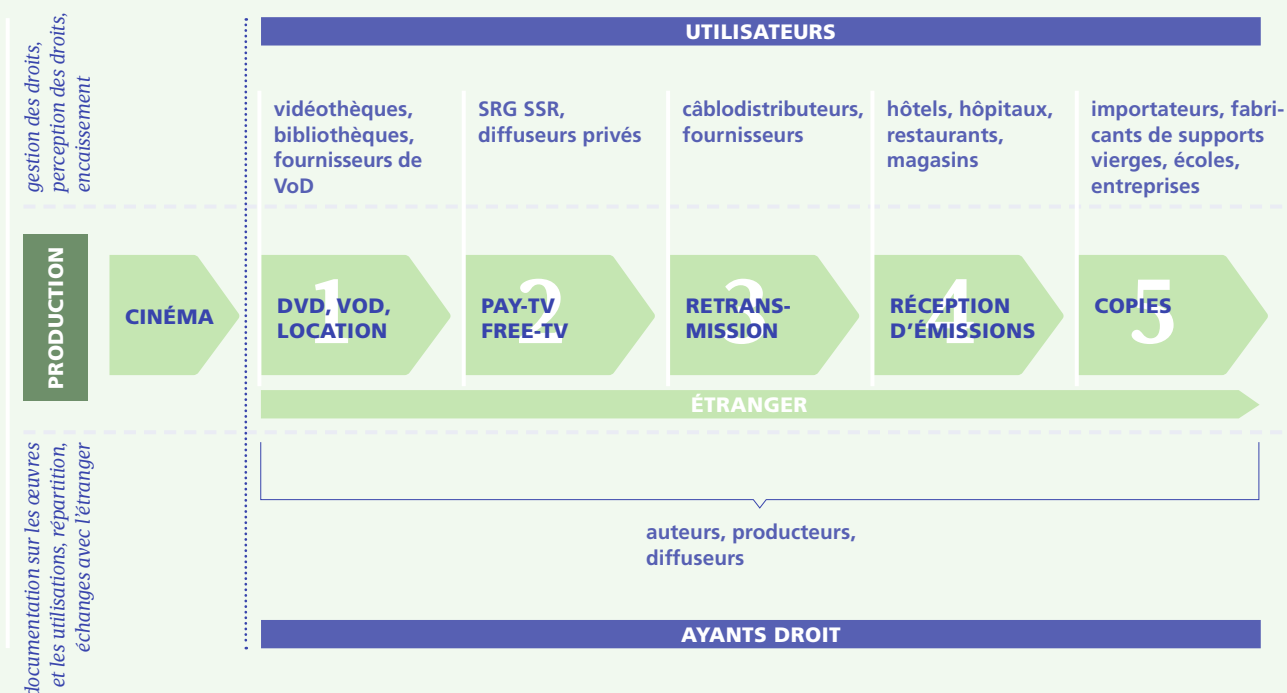 gestion des droits,
perception des droits,
encaissement
UTILISATEURS
vidéothèques,
bibliothèques,
fournisseurs de
VoD
SRG SSR,
diffuseurs privés
câblodistributeurs,
fournisseurs
hôtels, hôpitaux,
restaurants,
magasins
importateurs, fabri-
cants de supports
vierges, écoles,
entreprises
PRODUCTION
CINÉMA
1
DVD, VOD,
LOCATION
2
PAY-TV
FREE-TV
3
RETRANS-
MISSION
4
RÉCEPTION
D’ÉMISSIONS
5
COPIES
ÉTRANGER
documentation sur les œuvres
et les utilisations, répartition,
échanges avec l’étranger
auteurs, producteurs,
diffuseurs
AYANTS DROIT